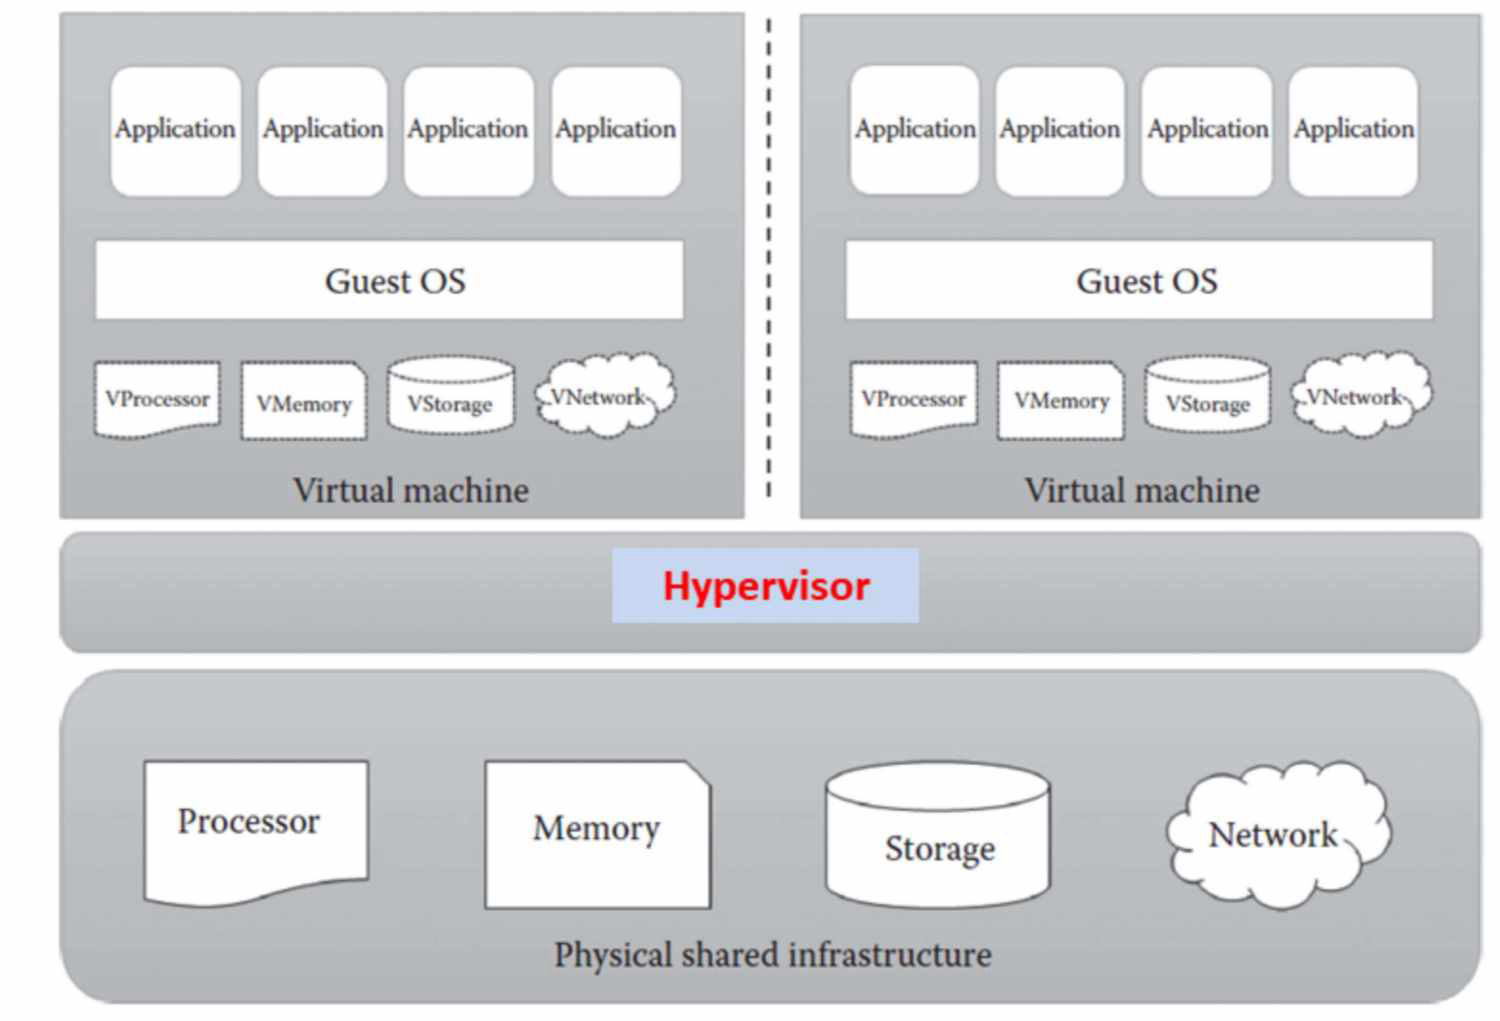 Application Application Application Application
Application Application Application Application
Guest OS
Guest OS
VProcessor VMemory VStorage VNetwork
VProcessor VMemory VStorage VNetwork
Virtual machine
Virtual machine
Hypervisor
Processor Memory Storage Network
Physical shared infrastructure